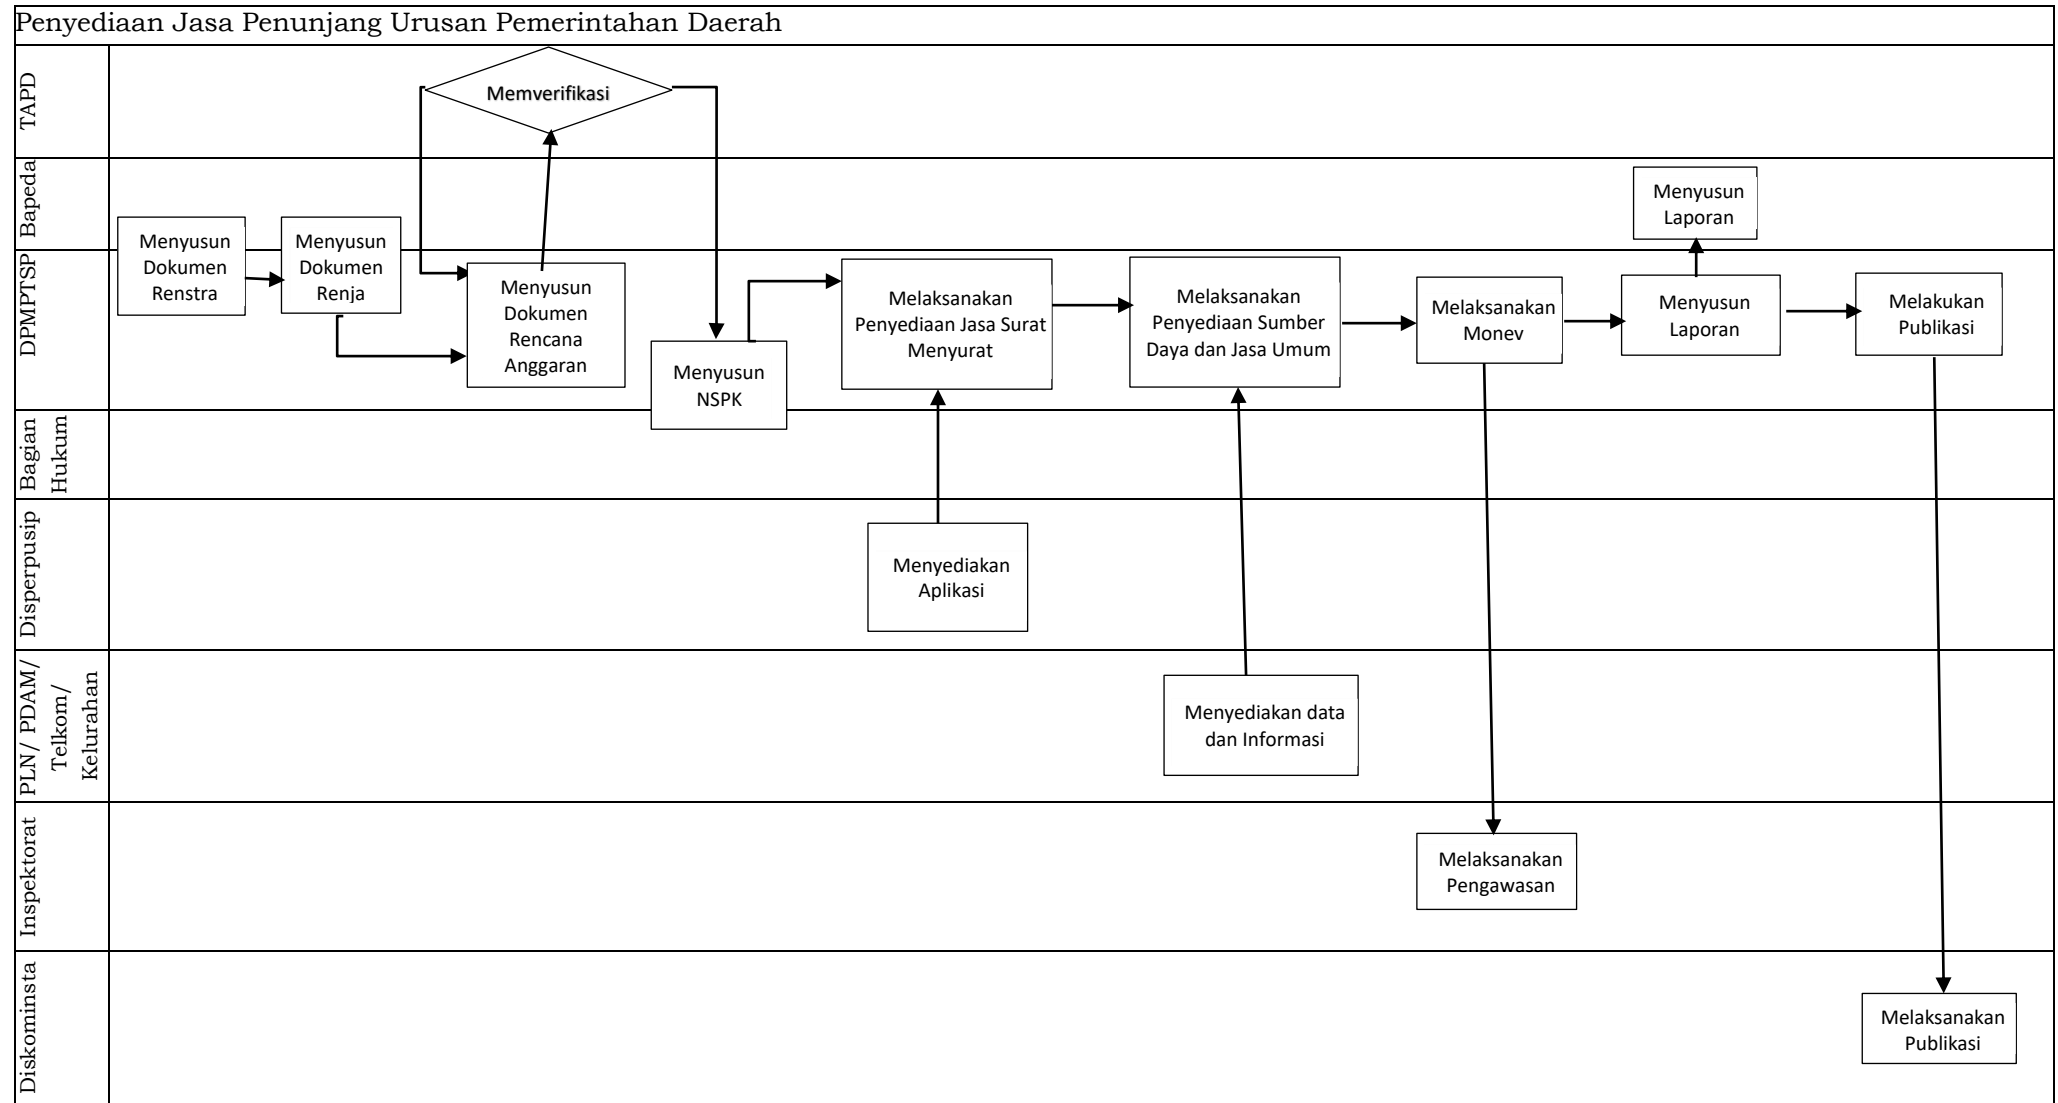 Penyediaan Jasa Penunjang Urusan Pemerintahan Daerah
TAPD
Memverifikasi
Bapeda
Menyusun
Laporan
DPMPTSP
Menyusun
Dokumen
Renstra
Menyusun
Dokumen
Renja
Menyusun
Dokumen
Rencana
Anggaran
Menyusun
NSPK
Melaksanakan
Penyediaan Jasa Surat
Menyurat
Melaksanakan
Penyediaan Sumber
Daya dan Jasa Umum
Melaksanakan
Monev
Menyusun
Laporan
Melakukan
Publikasi
Bagian
Hukum
Disperpusip
Menyediakan
Aplikasi
PLN/ PDAM/
Telkom/
Kelurahan
Menyediakan data
dan Informasi
Inspektorat
Melaksanakan
Pengawasan
Diskominsta
Melaksanakan
Publikasi